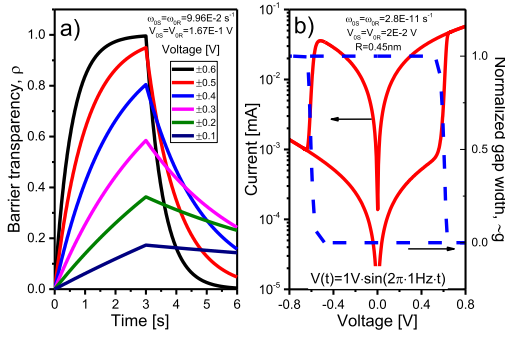 a)
ω0S=ω0R=9.96E-2 s-1
V0S=V0R=1.67E-1 V
Voltage [V]
±0.6
±0.5
±0.4
±0.3
±0.2
±0.1
Barrier transparency, ρ
1.0
0.8
0.6
0.4
0.2
0.0
0 1 2 3 4 5 6
Time [s]
b)
ω0S=ω0R=2.8E-11 s-1
V0S=V0R=2E-2 V
R=0.45nm
Current [mA]
10-1
10-2
10-3
10-4
10-5
V(t)=1V·sin(2π·1Hz·t)
-0.8 -0.4 0.0 0.4 0.8
Voltage [V]
1.0
0.5
0.0
Normalized gap width, ~g